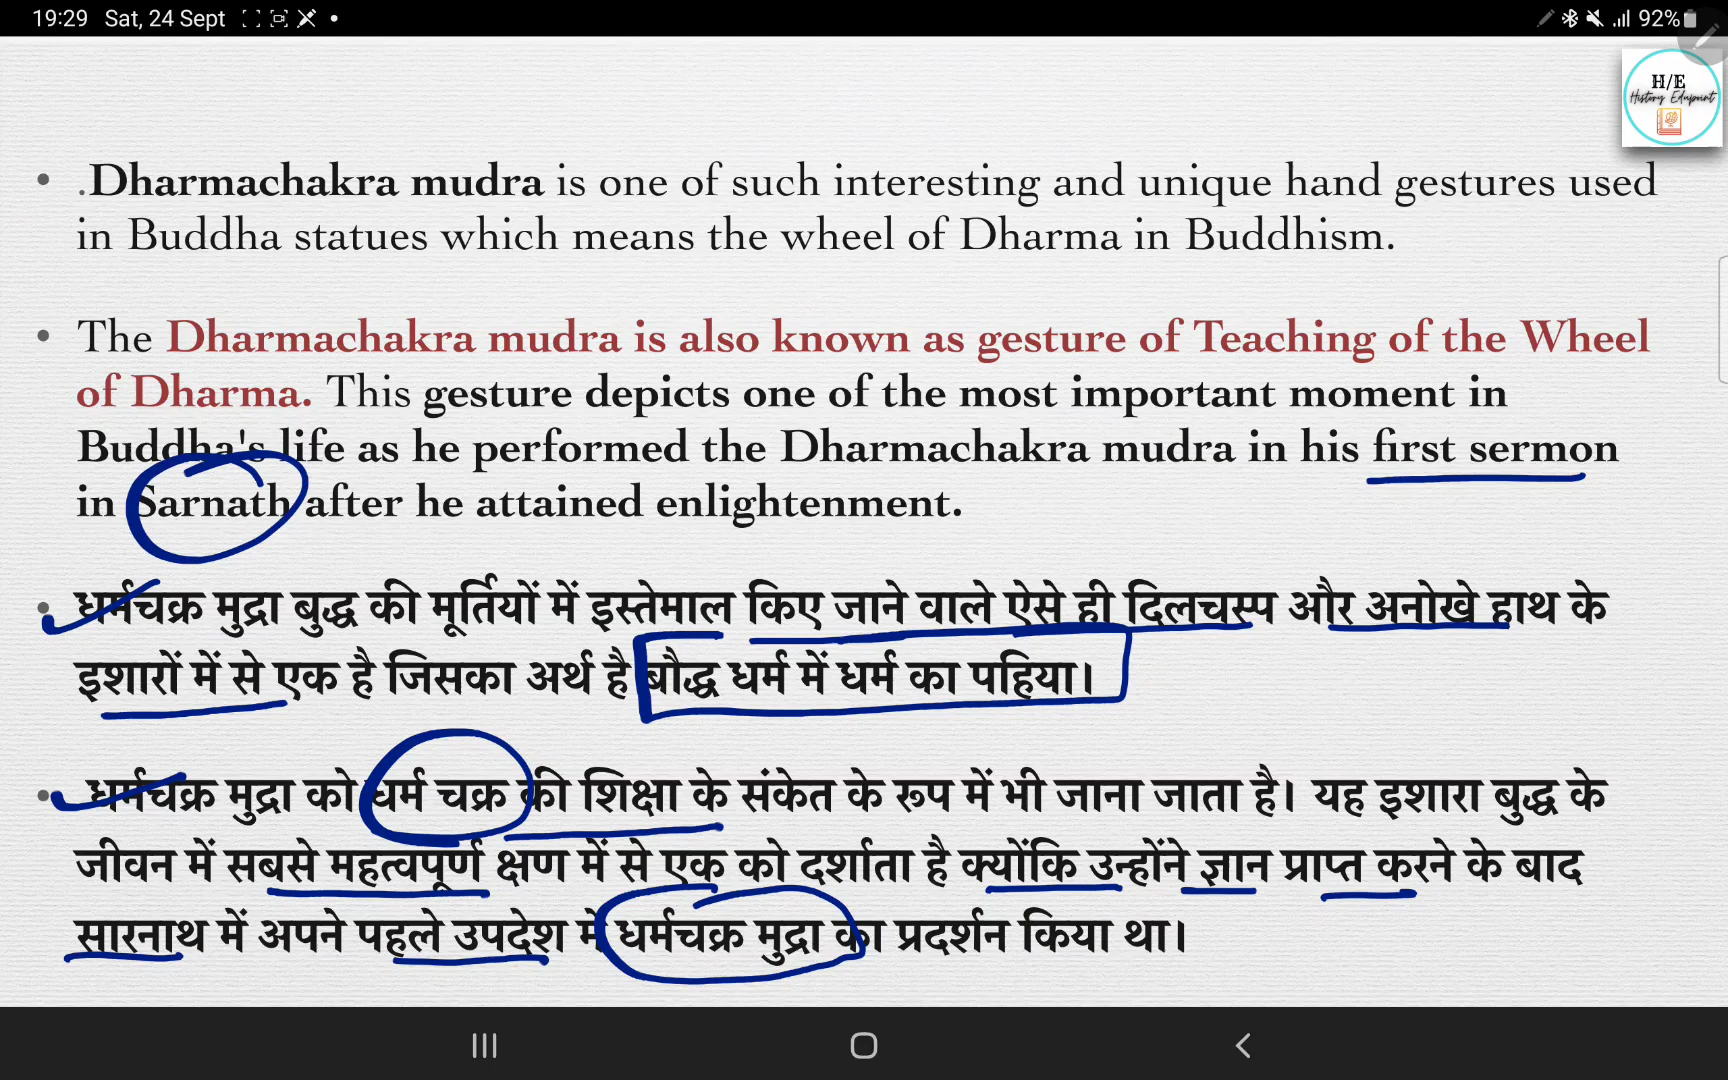 19:29 Sat, 24 Sept
92%
H/E
History Edupoint
.Dharmachakra mudra is one of such interesting and unique hand gestures used
in Buddha statues which means the wheel of Dharma in Buddhism.
The Dharmachakra mudra is also known as gesture of Teaching of the Wheel
of Dharma. This gesture depicts one of the most important moment in
Buddha's life as he performed the Dharmachakra mudra in his first sermon
in Sarnath after he attained enlightenment.
धर्मचक्र मुद्रा बुद्ध की मूर्तियों में इस्तेमाल किए जाने वाले ऐसे ही दिलचस्प और अनोखे हाथ के
इशारों में से एक है जिसका अर्थ है बौद्ध धर्म में धर्म का पहिया।
धर्मचक्र मुद्रा को धर्म चक्र की शिक्षा के संकेत के रूप में भी जाना जाता है। यह इशारा बुद्ध के
जीवन में सबसे महत्वपूर्ण क्षण में से एक को दर्शाता है क्योंकि उन्होंने ज्ञान प्राप्त करने के बाद
सारनाथ में अपने पहले उपदेश में धर्मचक्र मुद्रा का प्रदर्शन किया था।